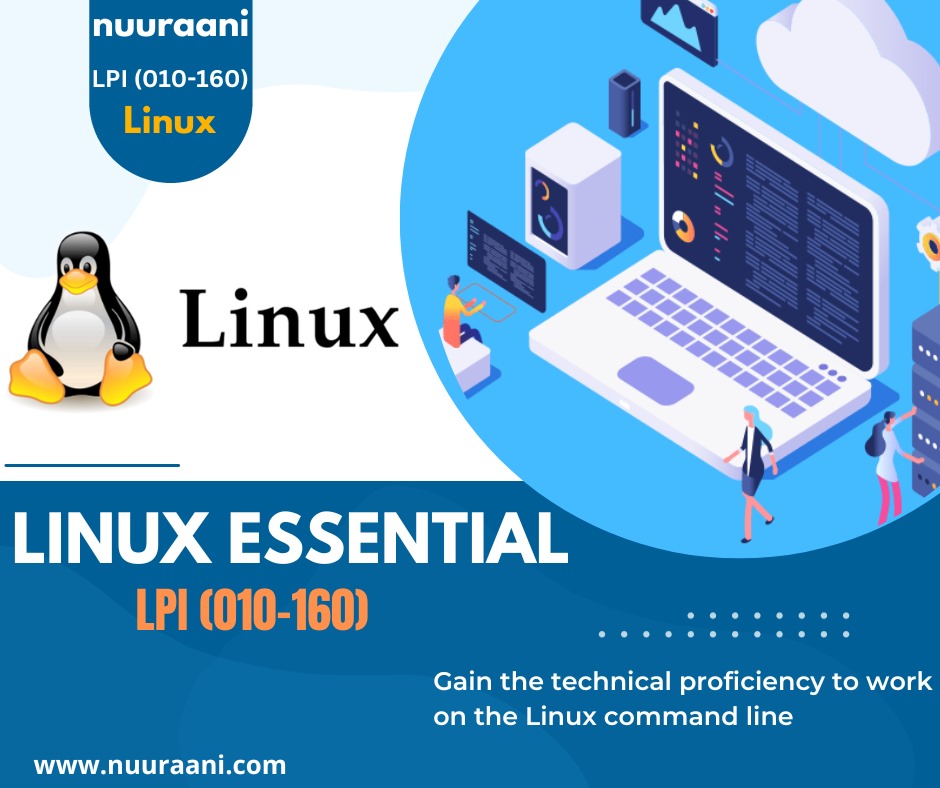 nuuraani
LPI (010-160)
Linux
Linux
LINUX ESSENTIAL
LPI (010-160)
Gain the technical proficiency to work
on the Linux command line
www.nuuraani.com